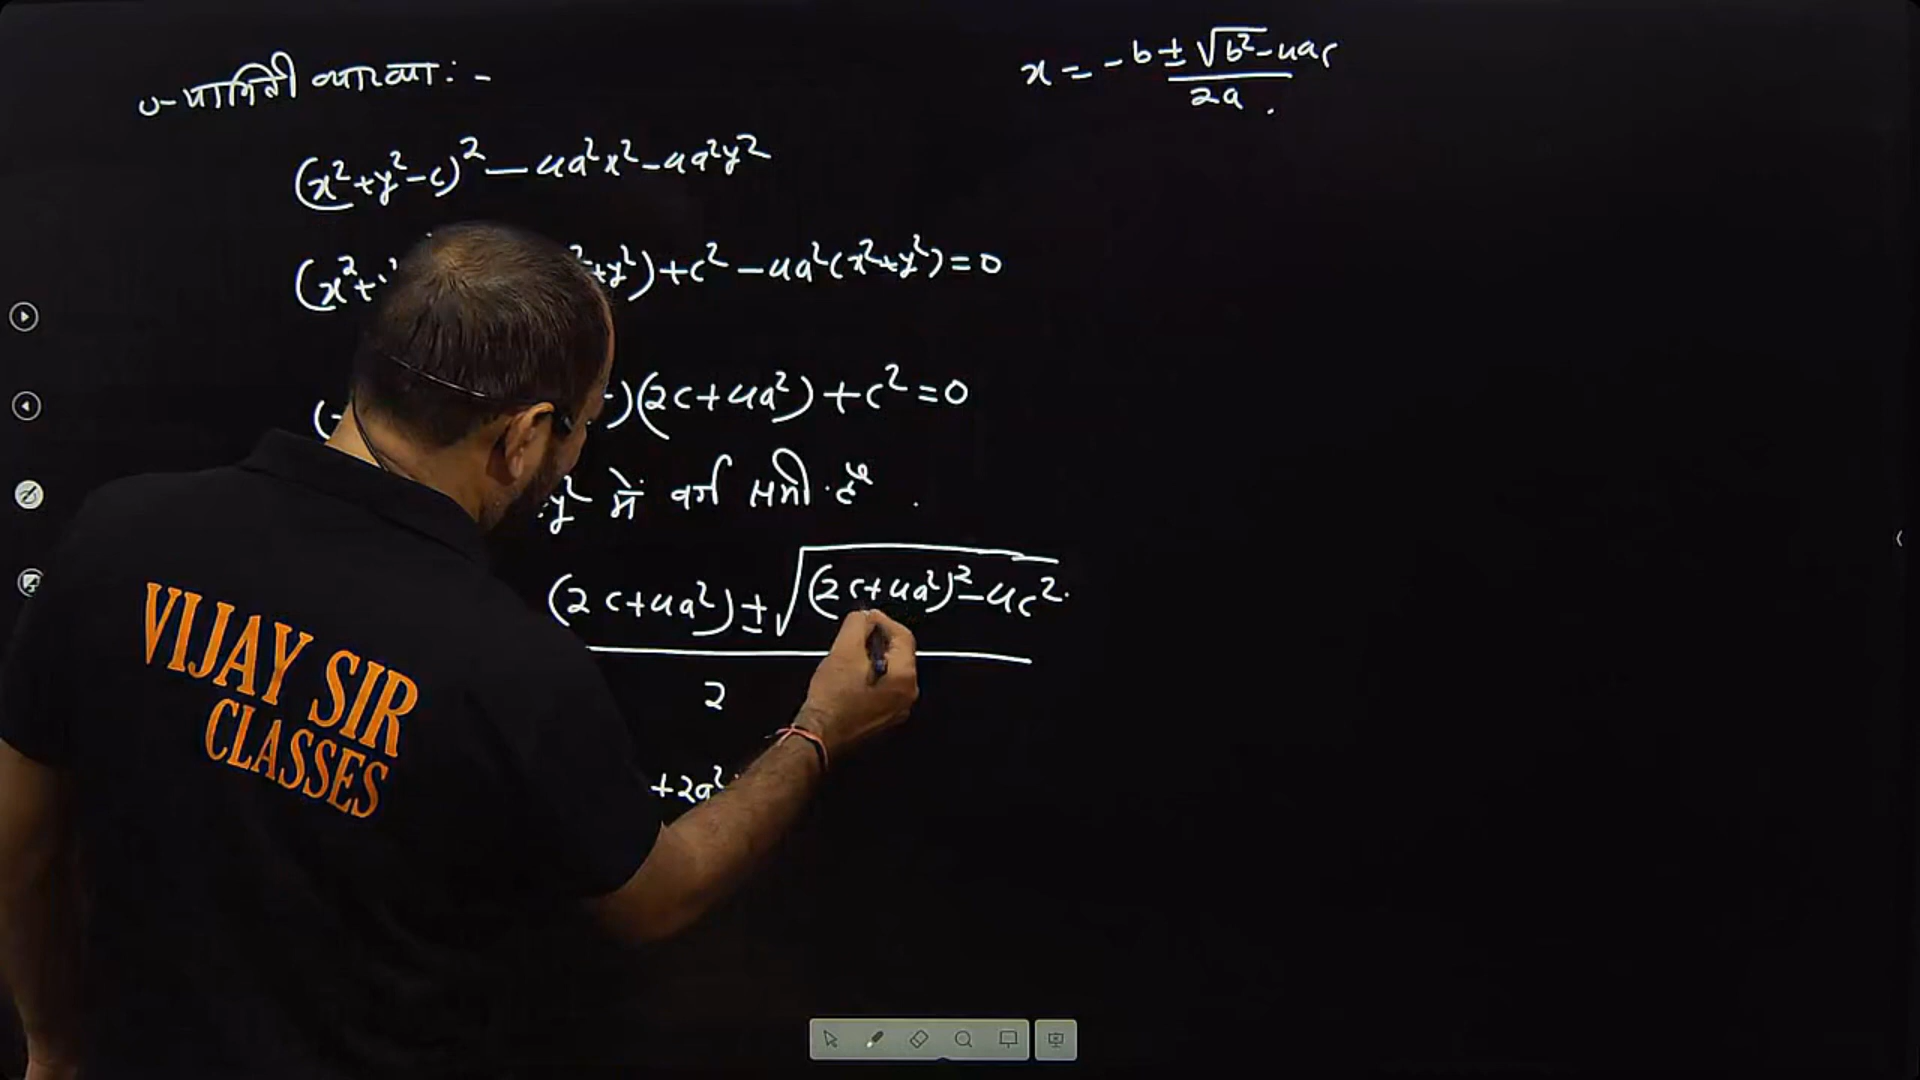 ज्यामिति व्याख्या :-
x = -b ± √b²-4ac
2a .
(x²+y²-c)² - 4a²x² - 4a²y²
(x²+ +y²) + c² - 4a²(x²+y²) = 0
)(2c+4a²) + c² = 0
y² में वर्ग समी. है .
(2c+4a²) ± √(2c+4a²)² - 4c²
2
+2a²
VIJAY SIR
CLASSES